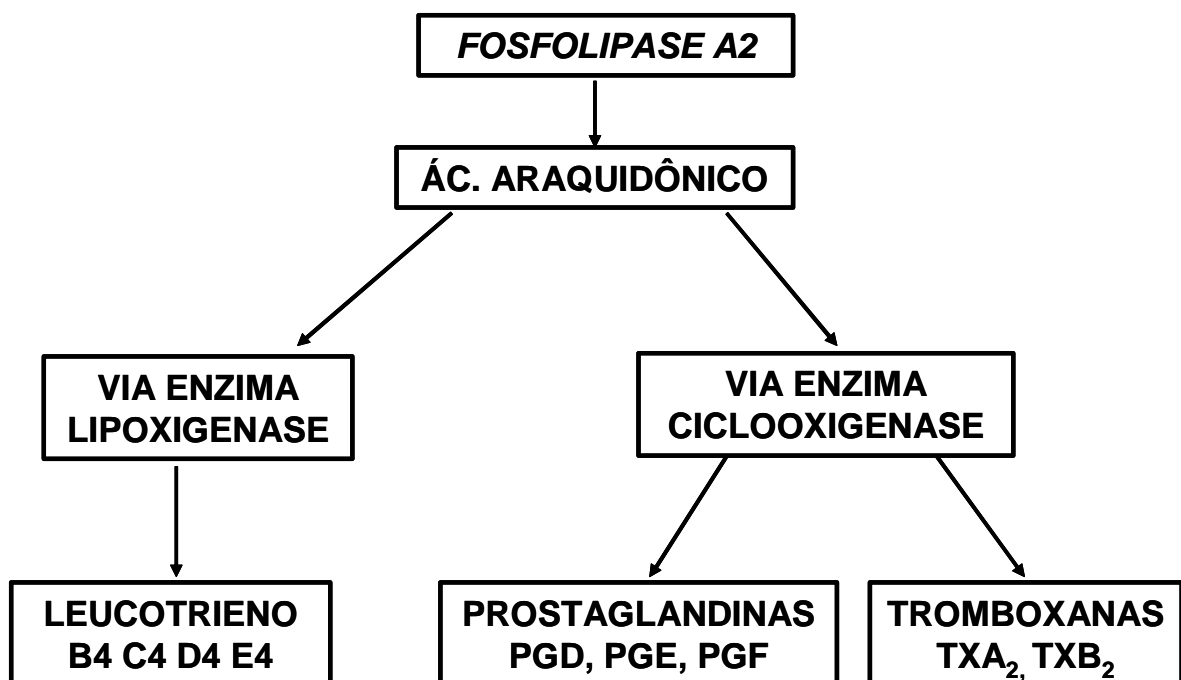 FOSFOLIPASE A2
ÁC. ARAQUIDÔNICO
VIA ENZIMA
LIPOXIGENASE
VIA ENZIMA
CICLOOXIGENASE
LEUCOTRIENO
B4 C4 D4 E4
PROSTAGLANDINAS
PGD, PGE, PGF
TROMBOXANAS
TXA₂, TXB₂